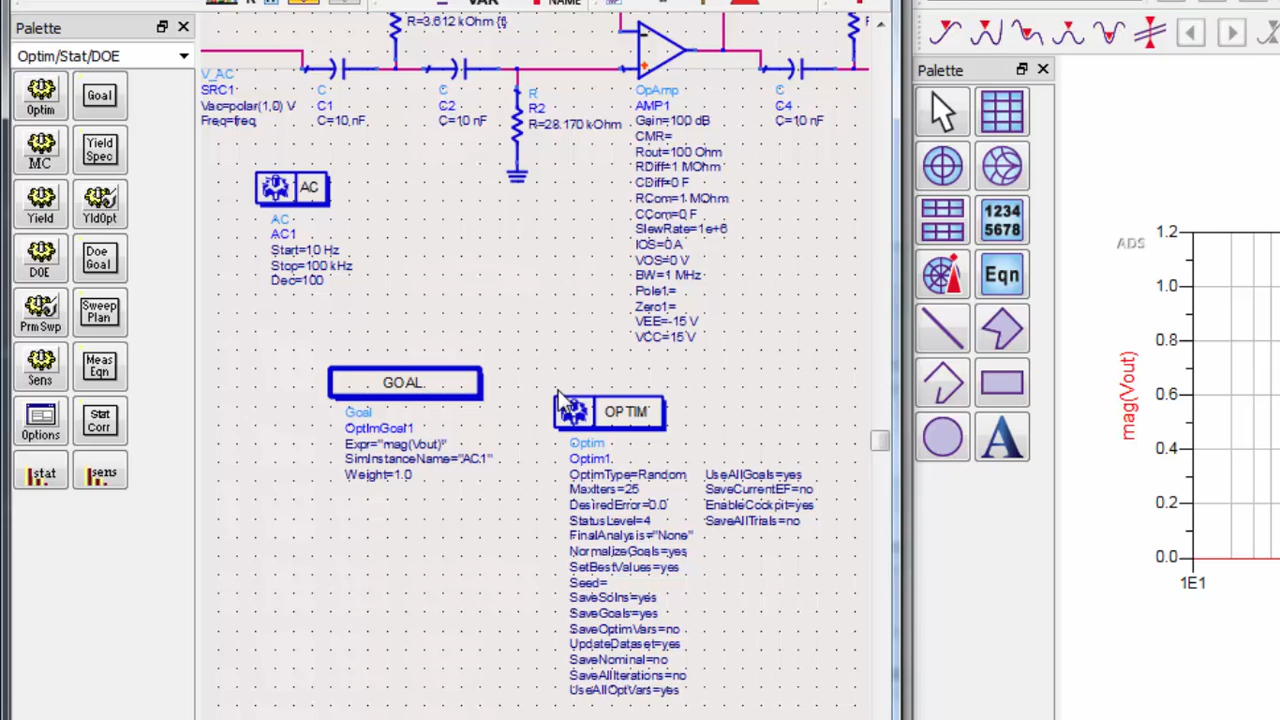 VAR
NAME
Palette
Optim/Stat/DOE
Optim
Goal
MC
Yield
Spec
Yield
YldOpt
DOE
Doe
Goal
PrmSwp
Sweep
Plan
Sens
Meas
Eqn
Options
Stat
Corr
stat
sens
R=3.612 kOhm {t}
V_AC
SRC1
Vac=polar(1,0) V
Freq=freq
C
C1
C=10 nF
C
C2
C=10 nF
R
R2
R=28.170 kOhm
OpAmp
AMP1
Gain=100 dB
CMR=
Rout=100 Ohm
RDiff=1 MOhm
CDiff=0 F
RCom=1 MOhm
CCom=0 F
SlewRate=1e+6
IOS=0 A
VOS=0 V
BW=1 MHz
Pole1=
Zero1=
VEE=-15 V
VCC=15 V
C
C4
C=10 nF
AC
AC
AC1
Start=10 Hz
Stop=100 kHz
Dec=100
GOAL
Goal
OptimGoal1
Expr="mag(Vout)"
SimInstanceName="AC1"
Weight=1.0
OPTIM
Optim
Optim1
OptimType=Random
MaxIters=25
DesiredError=0.0
StatusLevel=4
FinalAnalysis="None"
NormalizeGoals=yes
SetBestValues=yes
Seed=
SaveSolns=yes
SaveGoals=yes
SaveOptimVars=no
UpdateDataset=yes
SaveNominal=no
SaveAllIterations=no
UseAllOptVars=yes
UseAllGoals=yes
SaveCurrentEF=no
EnableCockpit=yes
SaveAllTrials=no
Palette
1234
5678
Eqn
A
ADS
1.2
1.0
0.8
0.6
0.4
0.2
0.0
1E1
mag(Vout)